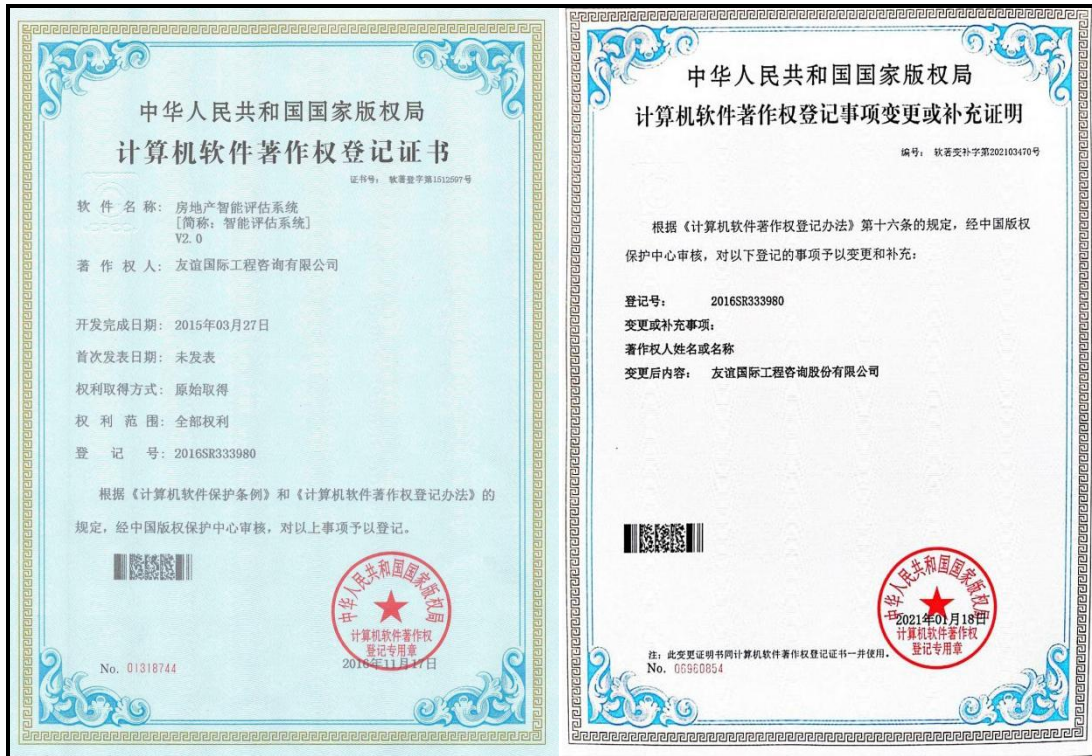 中华人民共和国国家版权局
计算机软件著作权登记证书
证书号： 软著登字第1512597号
软件名称： 房地产智能评估系统
[简称：智能评估系统]
V2.0
著作权人： 友谊国际工程咨询有限公司
开发完成日期： 2015年03月27日
首次发表日期： 未发表
权利取得方式： 原始取得
权利范围： 全部权利
登记号： 2016SR333980
根据《计算机软件保护条例》和《计算机软件著作权登记办法》的
规定，经中国版权保护中心审核，对以上事项予以登记。
中华人民共和国国家版权局
计算机软件著作权
登记专用章
2016年11月17日
No. 01318744
中华人民共和国国家版权局
计算机软件著作权登记事项变更或补充证明
编号： 软著变补字第202103470号
根据《计算机软件著作权登记办法》第十六条的规定，经中国版权
保护中心审核，对以下登记的事项予以变更和补充：
登记号： 2016SR333980
变更或补充事项：
著作权人姓名或名称
变更后内容： 友谊国际工程咨询股份有限公司
中华人民共和国国家版权局
2021年01月18日
计算机软件著作权
登记专用章
注：此变更证明书同计算机软件著作权登记证书一并使用。
No. 06960854